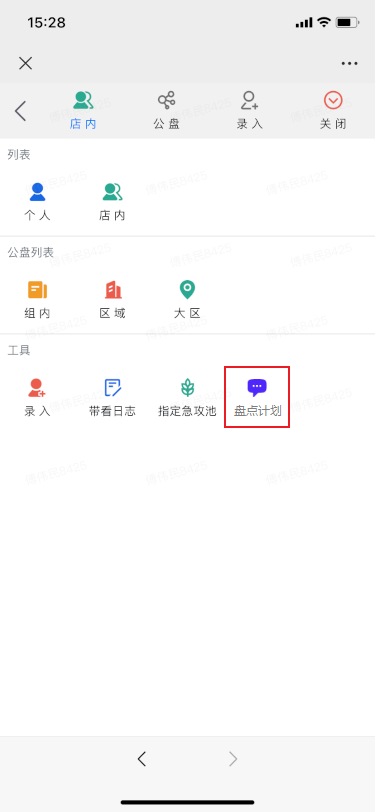 15:28
店内 公盘 录入 关闭
列表
个人 店内
公盘列表
组内 区域 大区
工具
录入 带看日志 指定急攻池 盘点计划